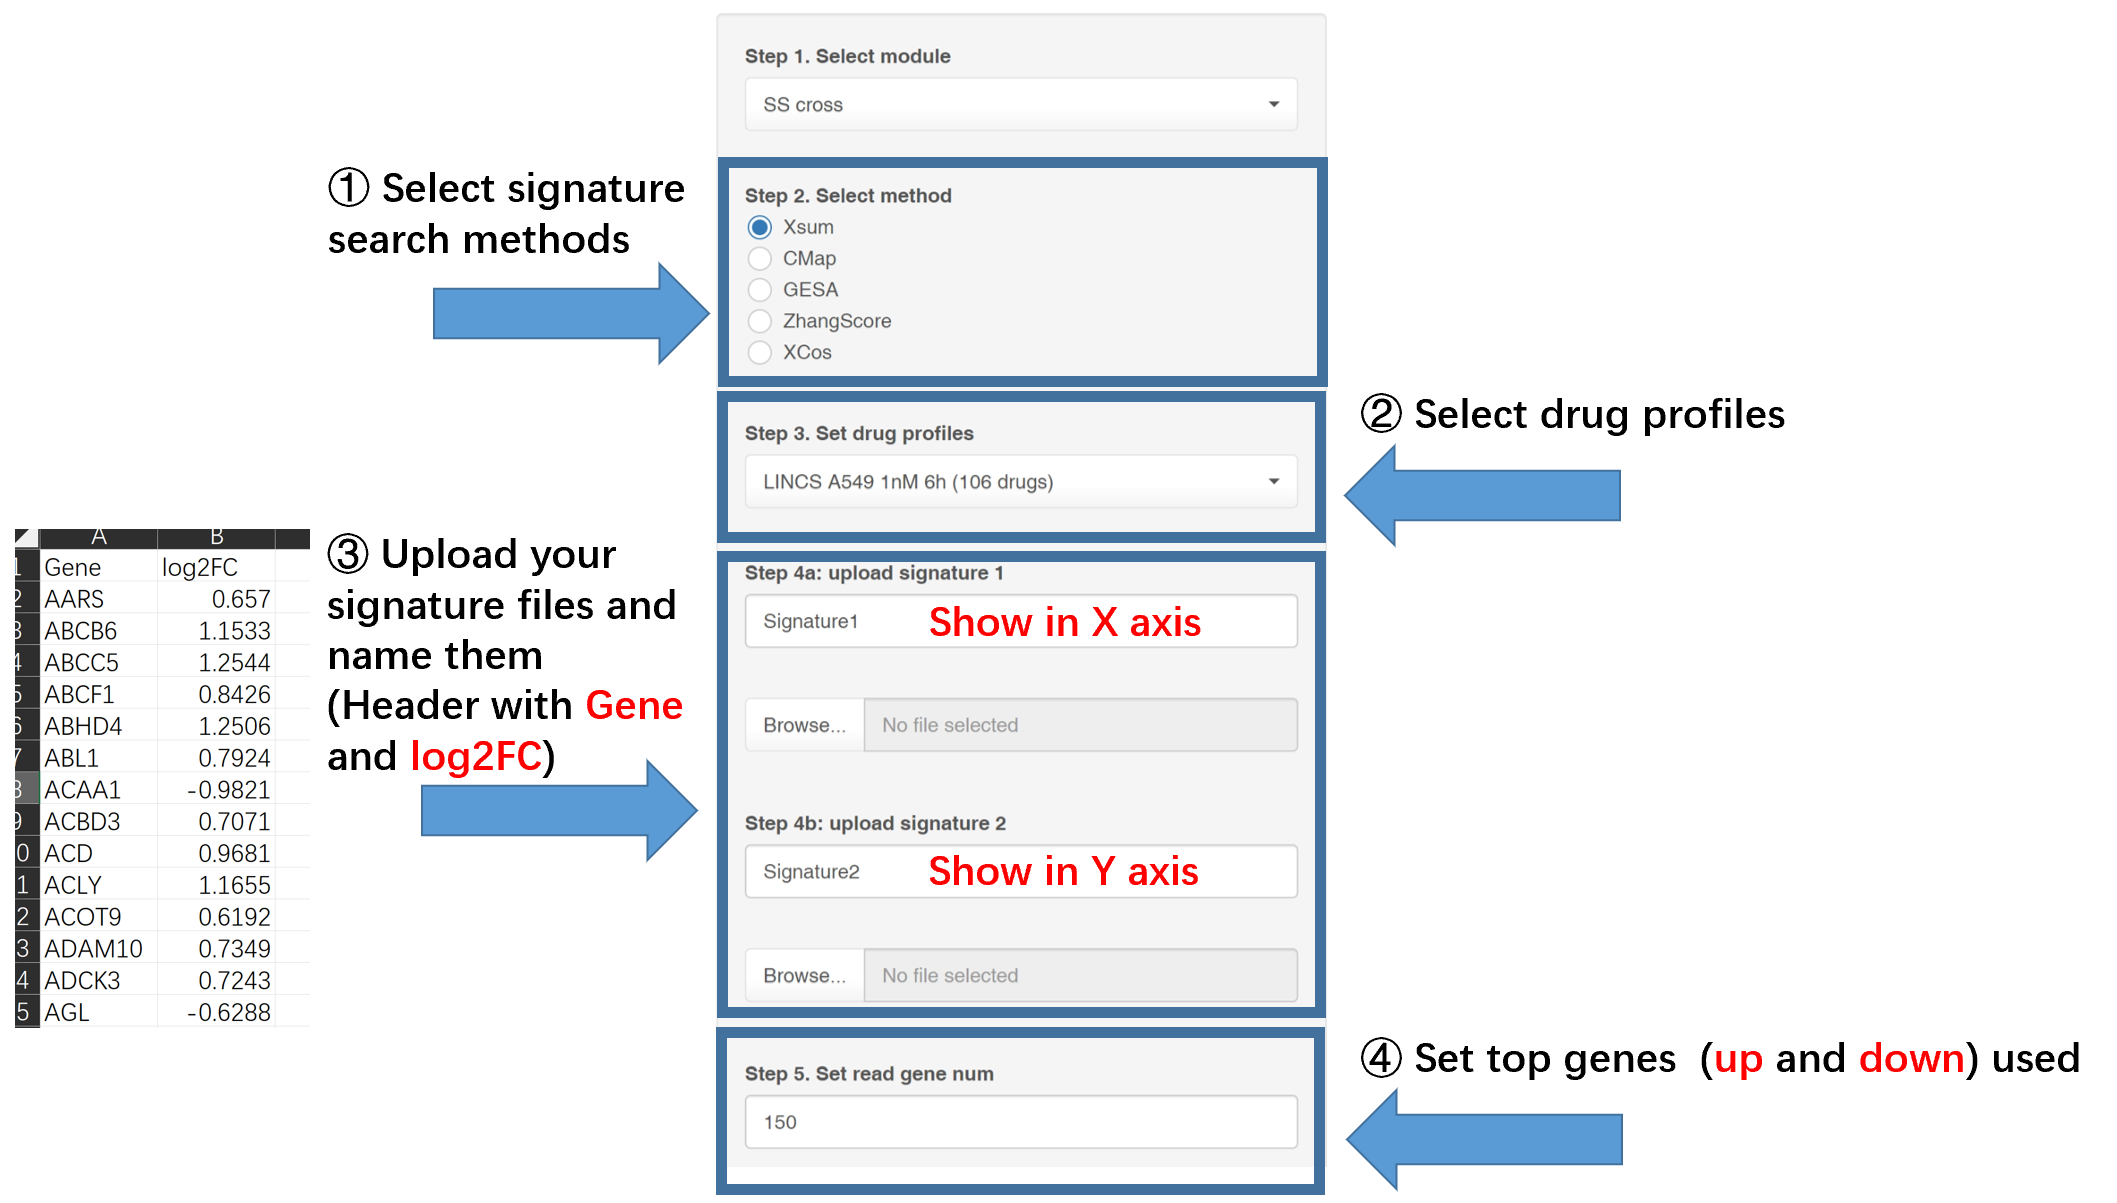 Step 1. Select module
SS cross
① Select signature
search methods
Step 2. Select method
Xsum
CMap
GESA
ZhangScore
XCos
② Select drug profiles
Step 3. Set drug profiles
LINCS A549 1nM 6h (106 drugs)
③ Upload your
signature files and
name them
(Header with Gene
and log2FC)
A B
1 Gene log2FC
2 AARS 0.657
3 ABCB6 1.1533
4 ABCC5 1.2544
5 ABCF1 0.8426
6 ABHD4 1.2506
7 ABL1 0.7924
8 ACAA1 -0.9821
9 ACBD3 0.7071
0 ACD 0.9681
1 ACLY 1.1655
2 ACOT9 0.6192
3 ADAM10 0.7349
4 ADCK3 0.7243
5 AGL -0.6288
Step 4a: upload signature 1
Signature1 Show in X axis
Browse... No file selected
Step 4b: upload signature 2
Signature2 Show in Y axis
Browse... No file selected
④ Set top genes (up and down) used
Step 5. Set read gene num
150